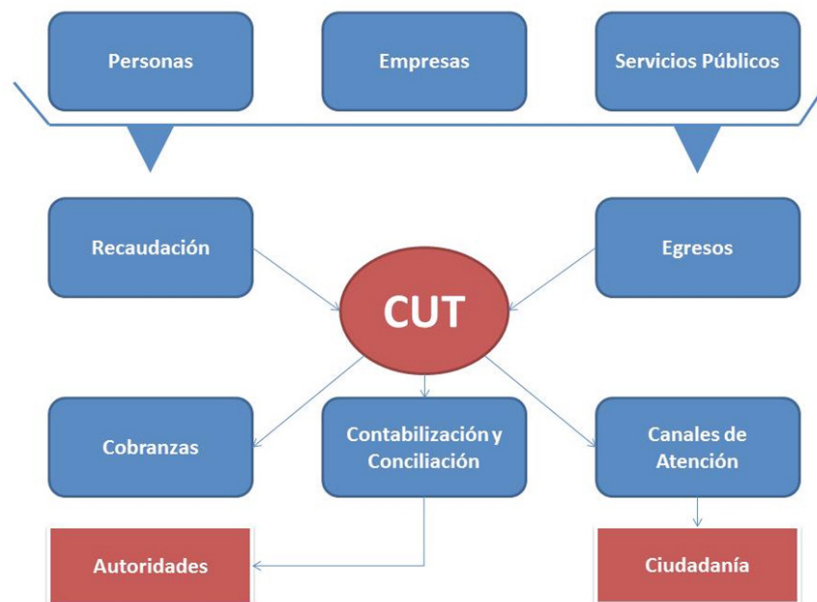 Personas
Empresas
Servicios Públicos
Recaudación
Egresos
CUT
Cobranzas
Contabilización y
Conciliación
Canales de
Atención
Autoridades
Ciudadanía